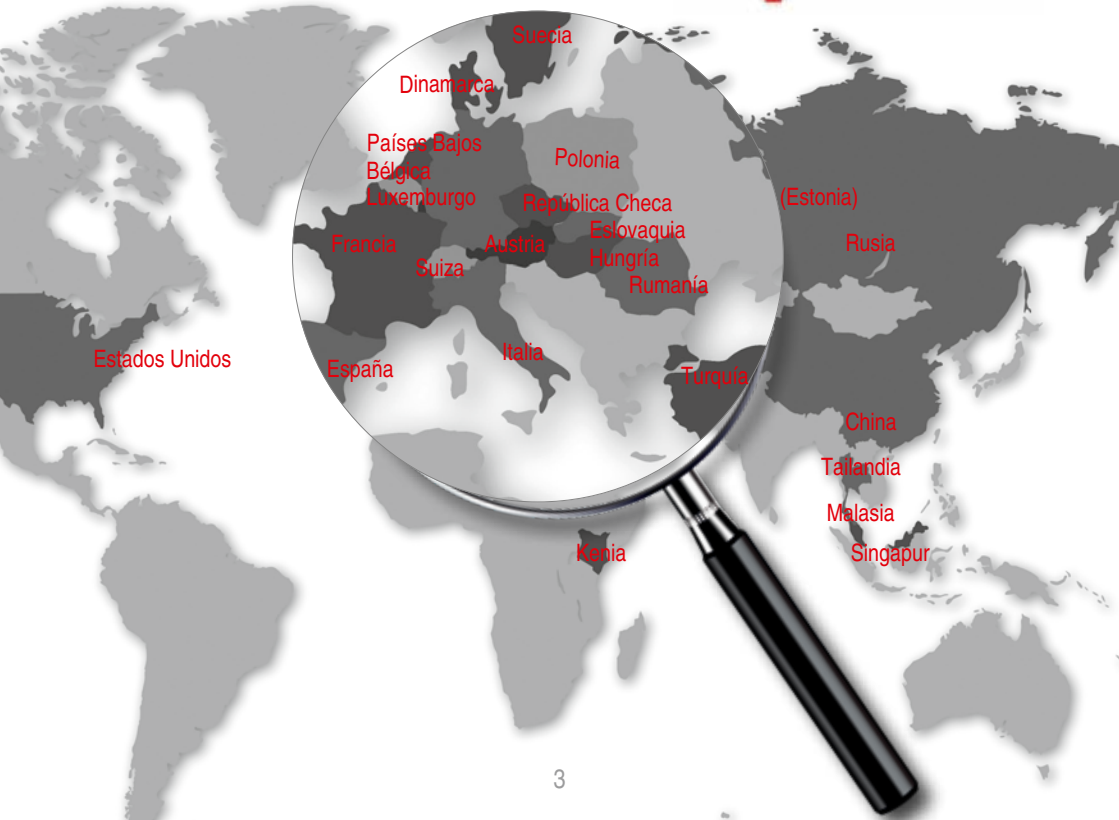 Suecia
Dinamarca
Países Bajos
Bélgica
Luxemburgo
Polonia
República Checa
Eslovaquia
Francia
Austria
Suiza
Hungría
Rumanía
(Estonia)
Rusia
Estados Unidos
España
Italia
Turquía
China
Tailandia
Malasia
Singapur
Kenia
3